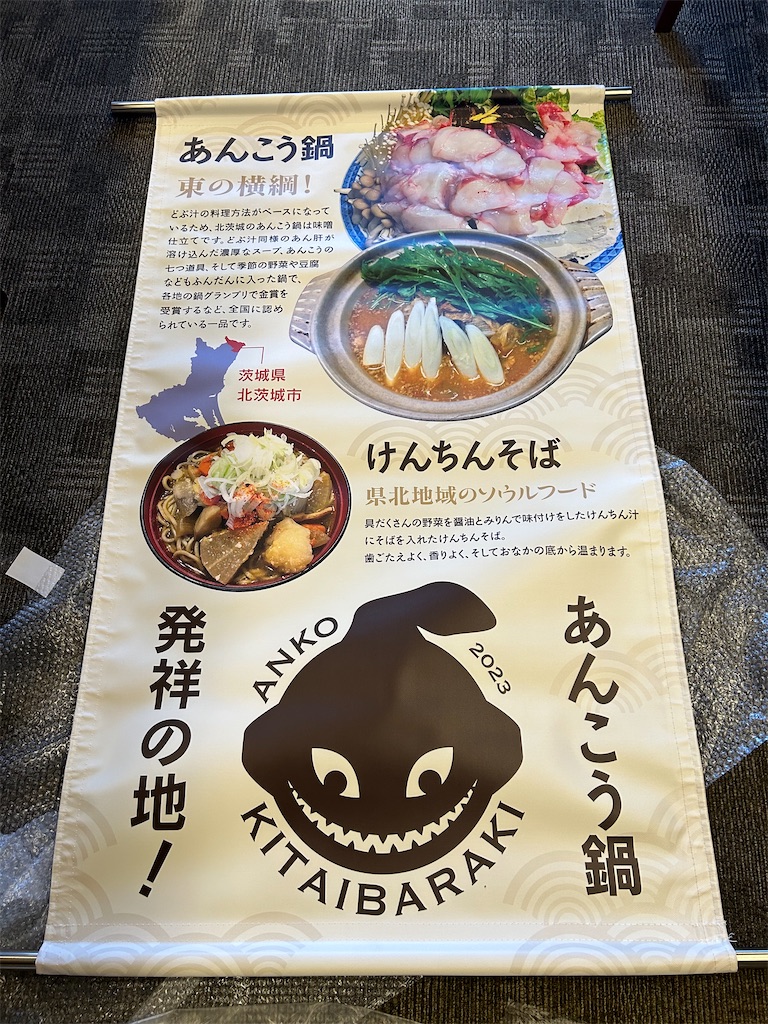 あんこう鍋
東の横綱！
どぶ汁の料理方法がベースになって
いるため、北茨城のあんこう鍋は味噌
仕立てです。どぶ汁同様のあん肝が
溶け込んだ濃厚なスープ、あんこうの
七つ道具、そして季節の野菜や豆腐
などもふんだんに入った鍋で、
各地の鍋グランプリで金賞を
受賞するなど、全国に認め
られている一品です。
茨城県
北茨城市
けんちんそば
県北地域のソウルフード
具だくさんの野菜を醤油とみりんで味付けをしたけんちん汁
にそばを入れたけんちんそば。
歯ごたえよく、香りよく、そしておなかの底から温まります。
あんこう鍋
発祥の地！
ANKO
2023
KITAIBARAKI